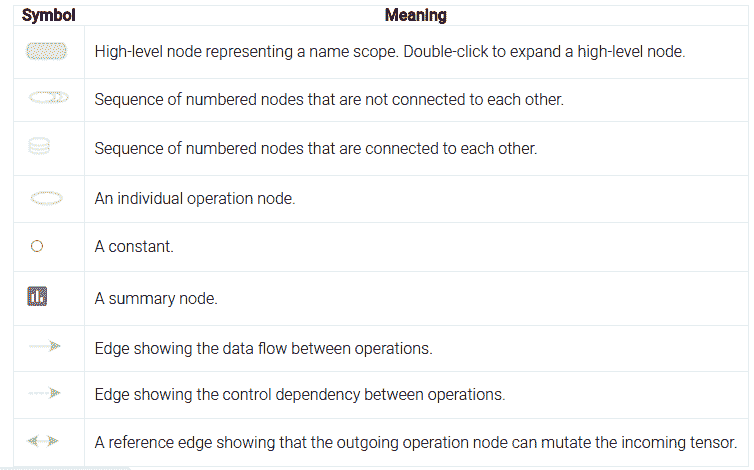 Symbol Meaning
High-level node representing a name scope. Double-click to expand a high-level node.
Sequence of numbered nodes that are not connected to each other.
Sequence of numbered nodes that are connected to each other.
An individual operation node.
A constant.
A summary node.
Edge showing the data flow between operations.
Edge showing the control dependency between operations.
A reference edge showing that the outgoing operation node can mutate the incoming tensor.